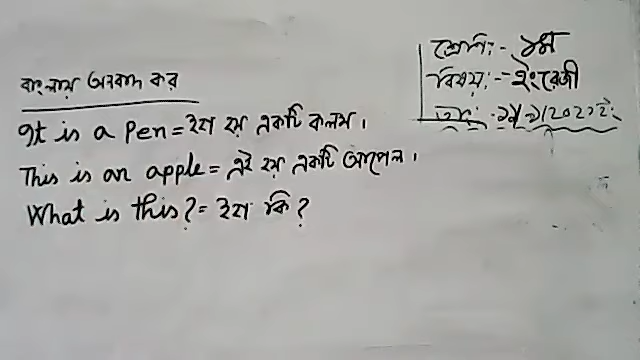 শ্রেণি:- ১ম
বিষয়:- ইংরেজী
বাংলায় অনুবাদ কর
It is a pen = ইহা হয় একটি কলম।
This is an apple = এই হয় একটি আপেল।
What is this? = ইহা কি?